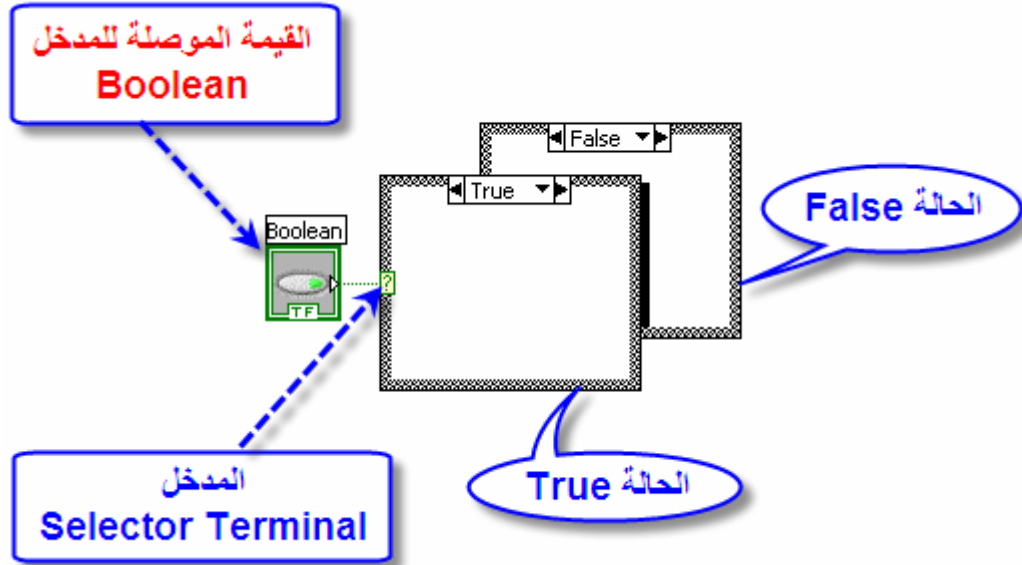 القيمة الموصلة للمدخل
Boolean
False
True
الحالة False
Boolean
?
TF
المدخل
Selector Terminal
الحالة True